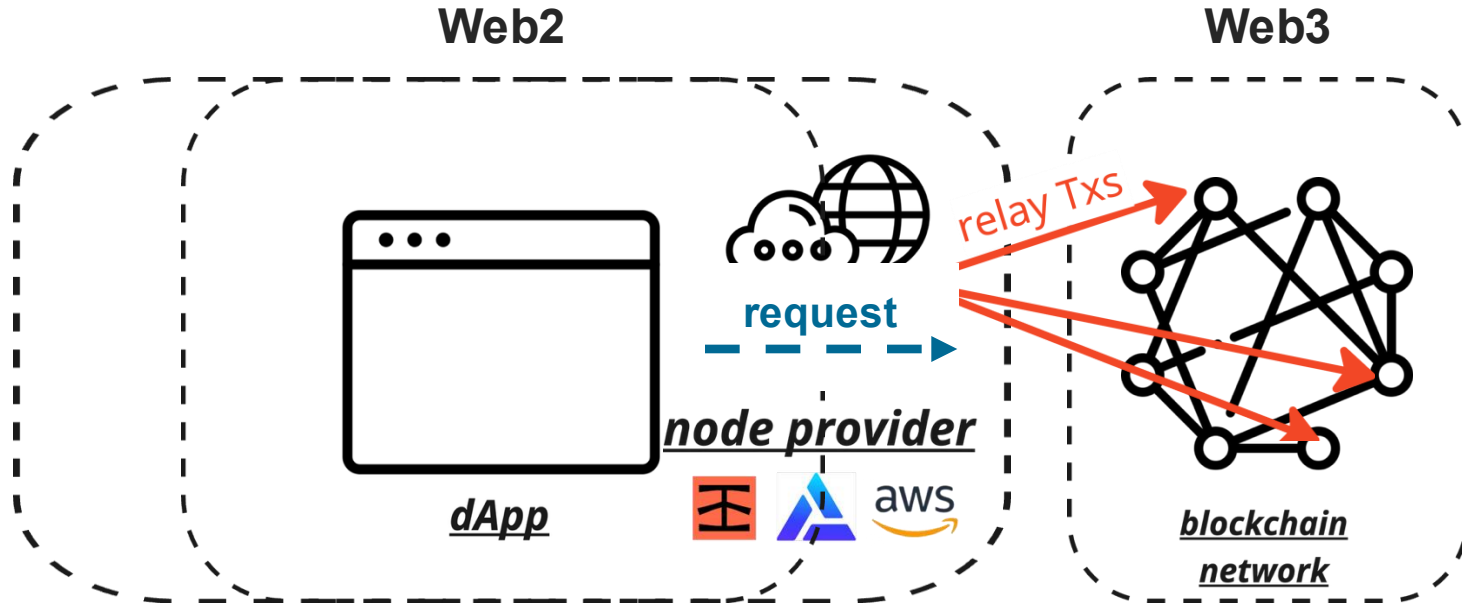 Web2
Web3
relay Txs
request
node provider
aws
dApp
blockchain
network